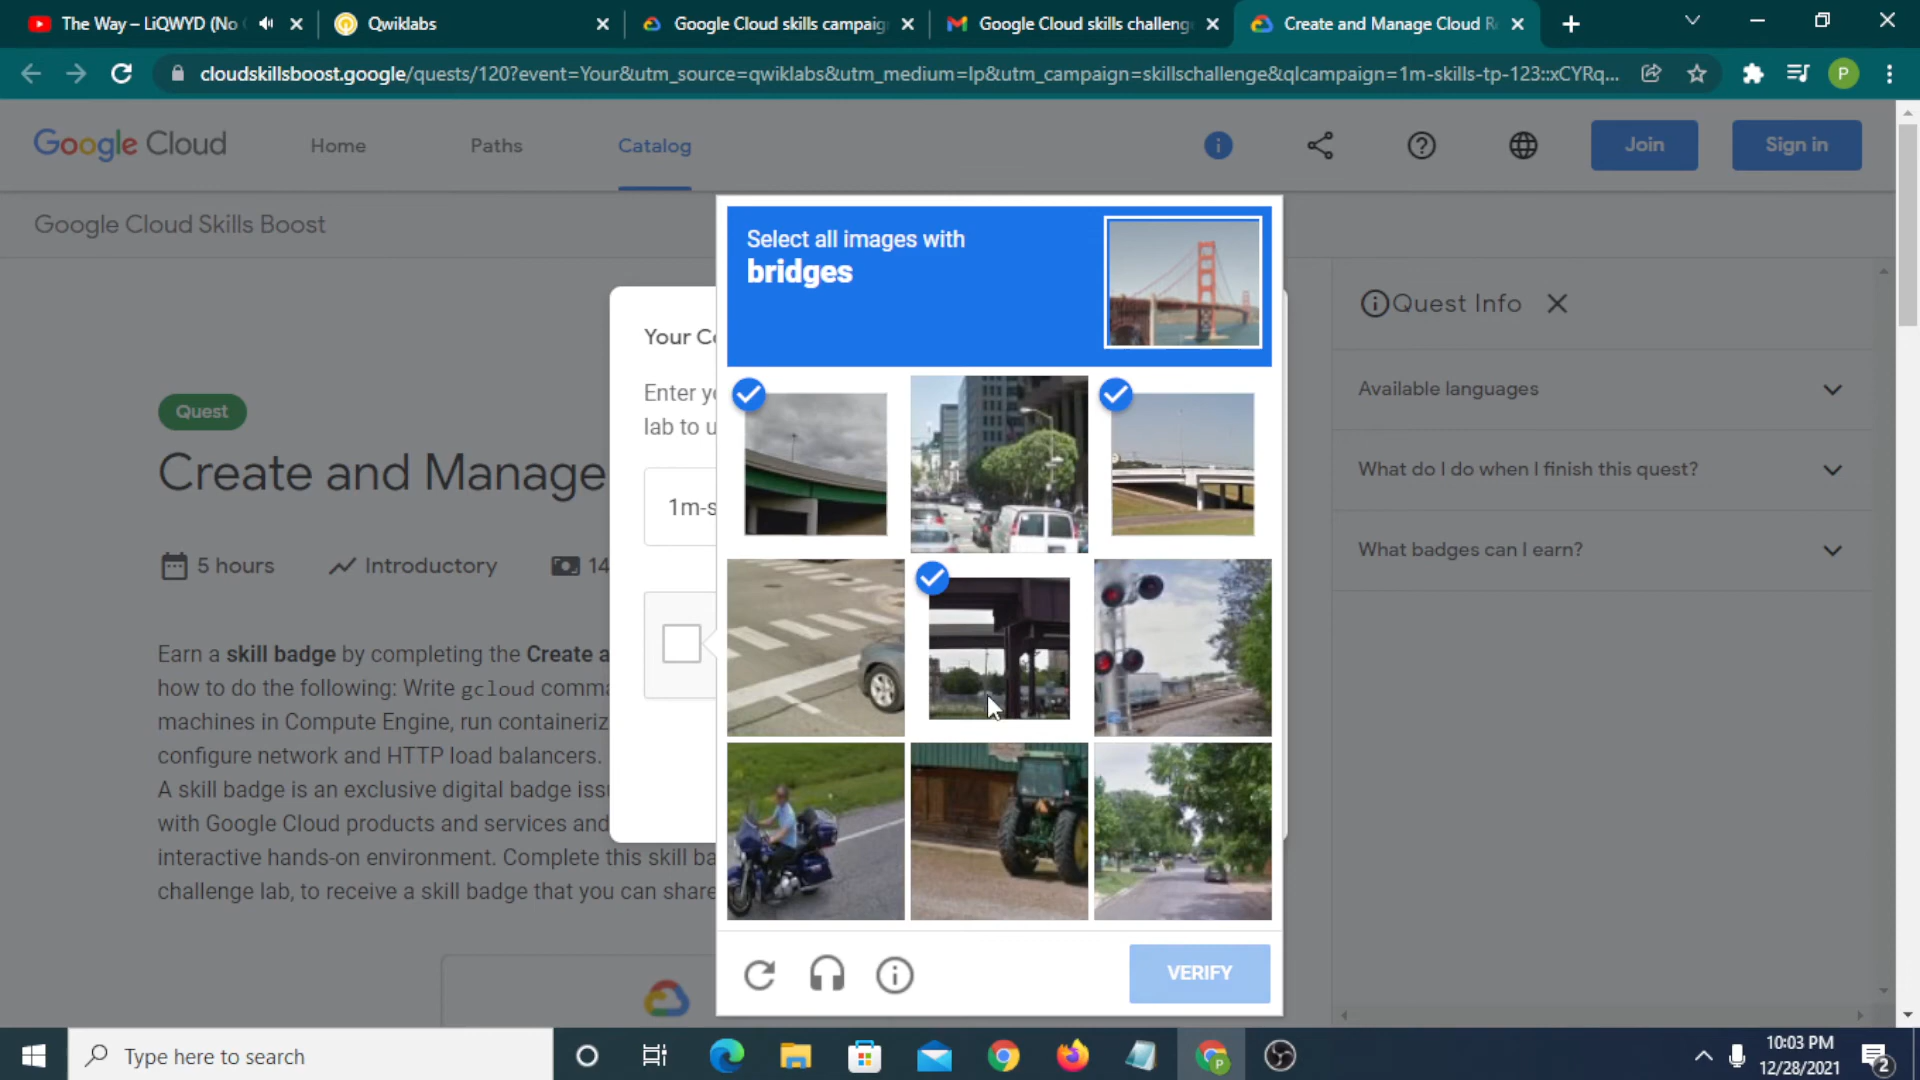 The Way – LiQWYD (No
Qwiklabs
Google Cloud skills campaig
Google Cloud skills challeng
Create and Manage Cloud R
cloudskillsboost.google/quests/120?event=Your&utm_source=qwiklabs&utm_medium=lp&utm_campaign=skillschallenge&qlcampaign=1m-skills-tp-123::xCYRq...
P
Google Cloud
Home
Paths
Catalog
Join
Sign in
Google Cloud Skills Boost
Select all images with
bridges
Quest Info
Your C
Enter y
lab to u
Available languages
Quest
Create and Manage
1m-s
What do I do when I finish this quest?
5 hours
Introductory
14
What badges can I earn?
Earn a skill badge by completing the Create a
how to do the following: Write gcloud comma
machines in Compute Engine, run containeriz
configure network and HTTP load balancers.
A skill badge is an exclusive digital badge iss
with Google Cloud products and services and
interactive hands-on environment. Complete this skill ba
challenge lab, to receive a skill badge that you can share
VERIFY
Type here to search
P
10:03 PM
12/28/2021
2